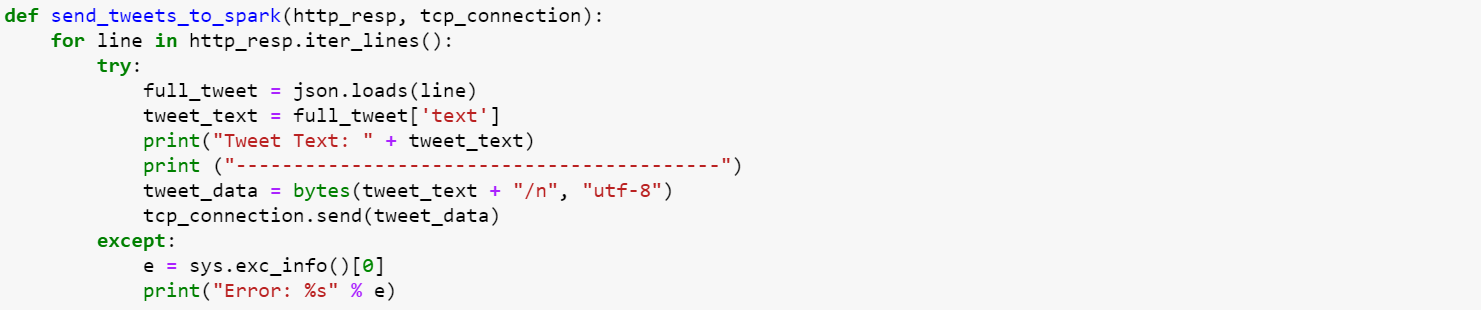 def send_tweets_to_spark(http_resp, tcp_connection):
    for line in http_resp.iter_lines():
        try:
            full_tweet = json.loads(line)
            tweet_text = full_tweet['text']
            print("Tweet Text: " + tweet_text)
            print ("------------------------------------------")
            tweet_data = bytes(tweet_text + "/n", "utf-8")
            tcp_connection.send(tweet_data)
        except:
            e = sys.exc_info()[0]
            print("Error: %s" % e)